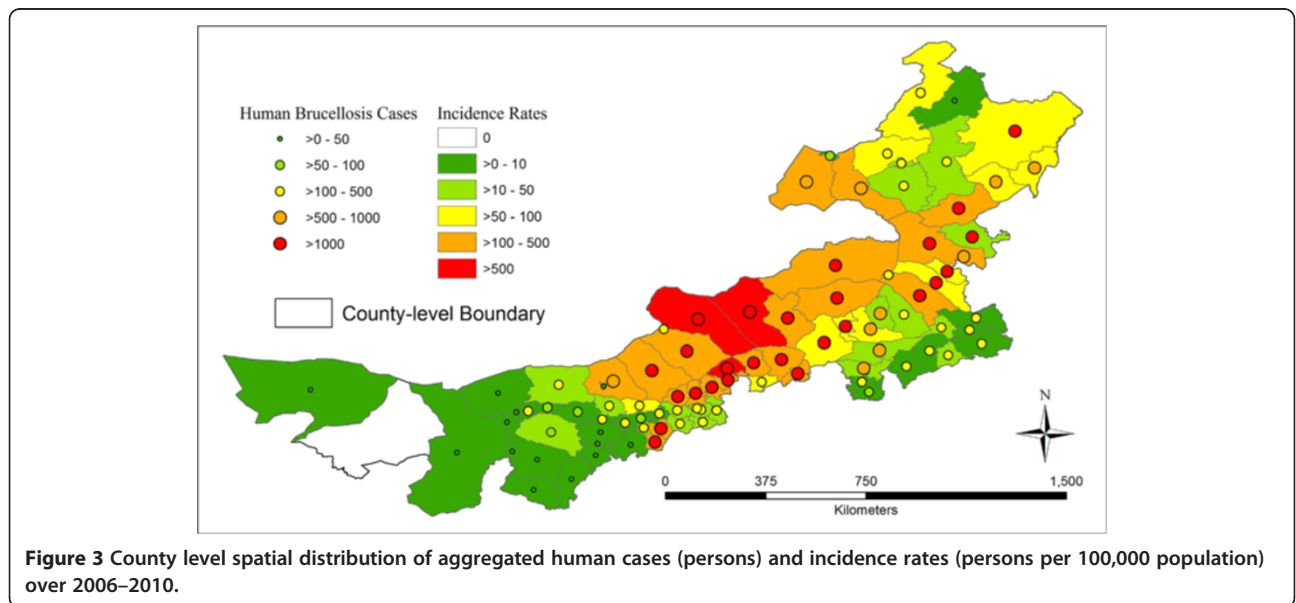 Human Brucellosis Cases
>0 - 50
>50 - 100
>100 - 500
>500 - 1000
>1000
Incidence Rates
0
>0 - 10
>10 - 50
>50 - 100
>100 - 500
>500
County-level Boundary
N
0 375 750 1,500
Kilometers
Figure 3 County level spatial distribution of aggregated human cases (persons) and incidence rates (persons per 100,000 population)
over 2006–2010.